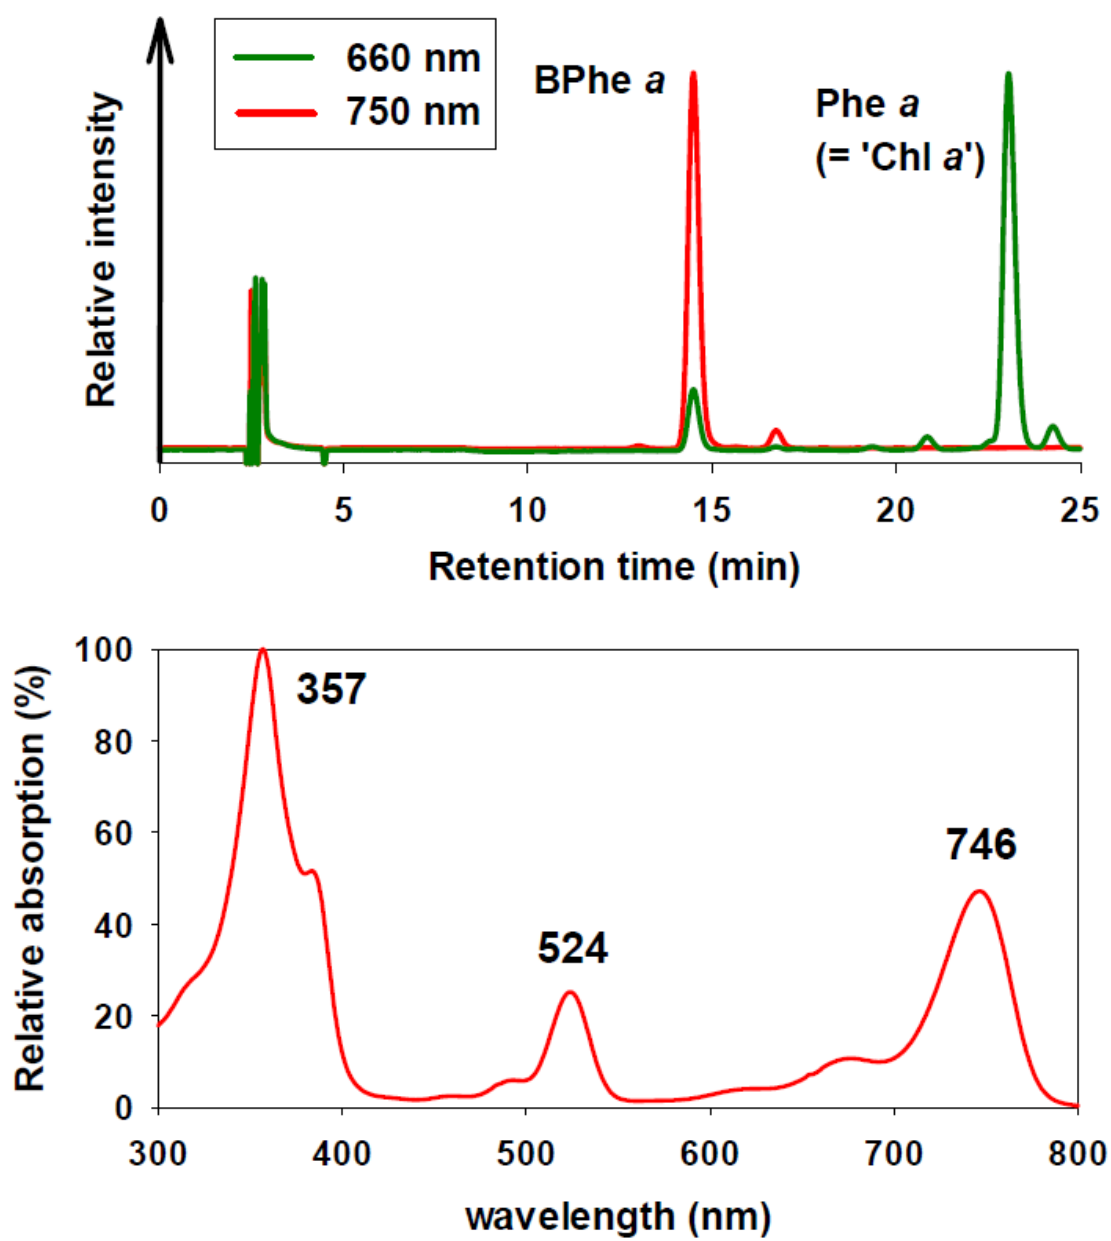 660 nm
750 nm
BPhe a
Phe a
(= 'Chl a')
Relative intensity
0 5 10 15 20 25
Retention time (min)
100
80
60
40
20
0
Relative absorption (%)
357
524
746
300 400 500 600 700 800
wavelength (nm)